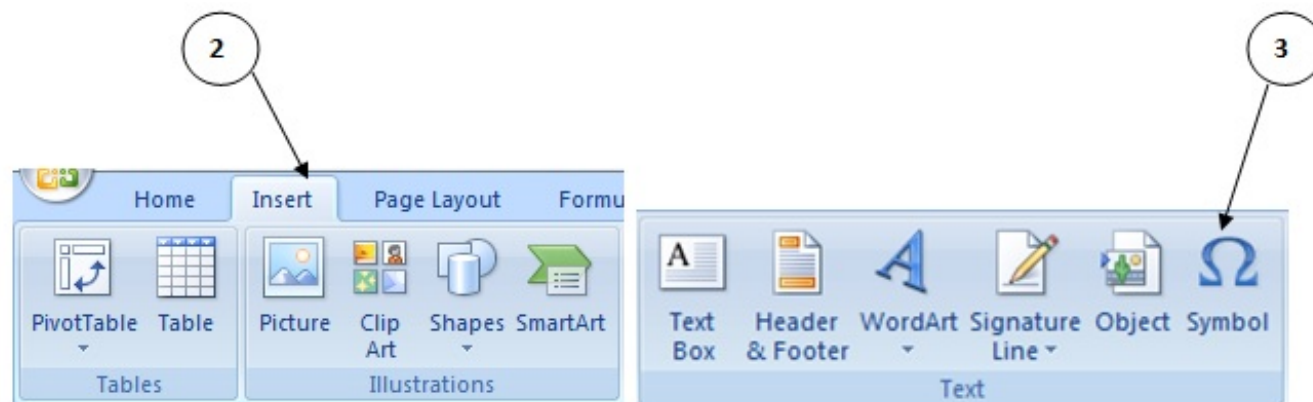 2
3
Home Insert Page Layout Formu
PivotTable Table Picture Clip Art Shapes SmartArt
Tables Illustrations
A
Text Box Header & Footer WordArt Signature Line Object Symbol
Text